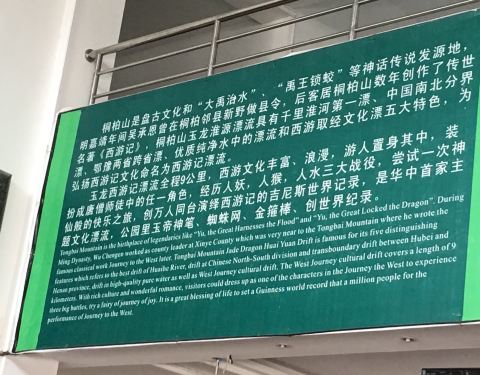 桐柏山是盘古文化和“大禹治水”、“禹王锁蛟”等神话传说发源地，
明嘉靖年间吴承恩曾在桐柏邻县新野做县令，后客居桐柏山数年创作了传世
名著《西游记》，桐柏山玉龙淮源漂流具有千里淮河第一漂、中国南北分界
漂、鄂豫两省跨省漂、优质纯净水中的漂流和西游取经文化漂五大特色，为
弘扬西游记文化命名为西游记漂流。
玉龙西游记漂流全程9公里，西游文化丰富、浪漫，游人置身其中，装
扮成唐僧师徒中的任一角色，经历人妖，人猴，人水三大战役，尝试一次神
仙般的快乐之旅，创万人同台演绎西游记的吉尼斯世界记录，是华中首家主
题文化漂流，公园里玉帝神笔、蜘蛛网、金箍棒、创世界纪录。
Tongbai Mountain is the birthplace of legendaries like "Yu, the Great Harnesses the Flood" and "Yu, the Great Locked the Dragon". During
Ming Dynasty, Wu Chengen worked as county leader at Xinye County which was very near to the Tongbai Mountain where he wrote the
famous classical work Journey to the West later. Tongbai Mountain Jade Dragon Huai Yuan Drift is famous for its five distinguishing
features which refers to the best drift of Huaihe River, drift at Chinese North-South division and transboundary drift between Hubei and
Henan province, drift in high-quality pure water as well as West Journey cultural drift. The West Journey cultural drift covers a length of 9
kilometers. With rich culture and wonderful romance, visitors could dress up as one of the characters in the Journey the West to experience
three big battles, try a fairy of journey of joy. It is a great blessing of life to set a Guinness world record that a million people for the
performance of Journey to the West.